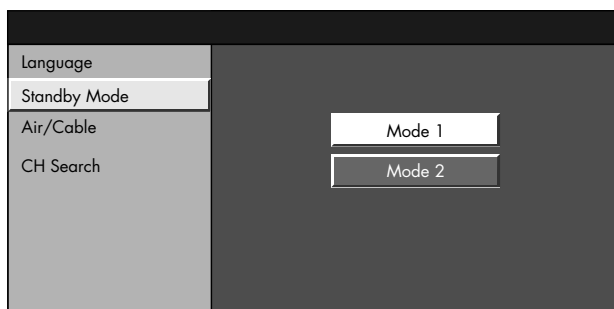 Language
Standby Mode
Air/Cable
CH Search
Mode 1
Mode 2